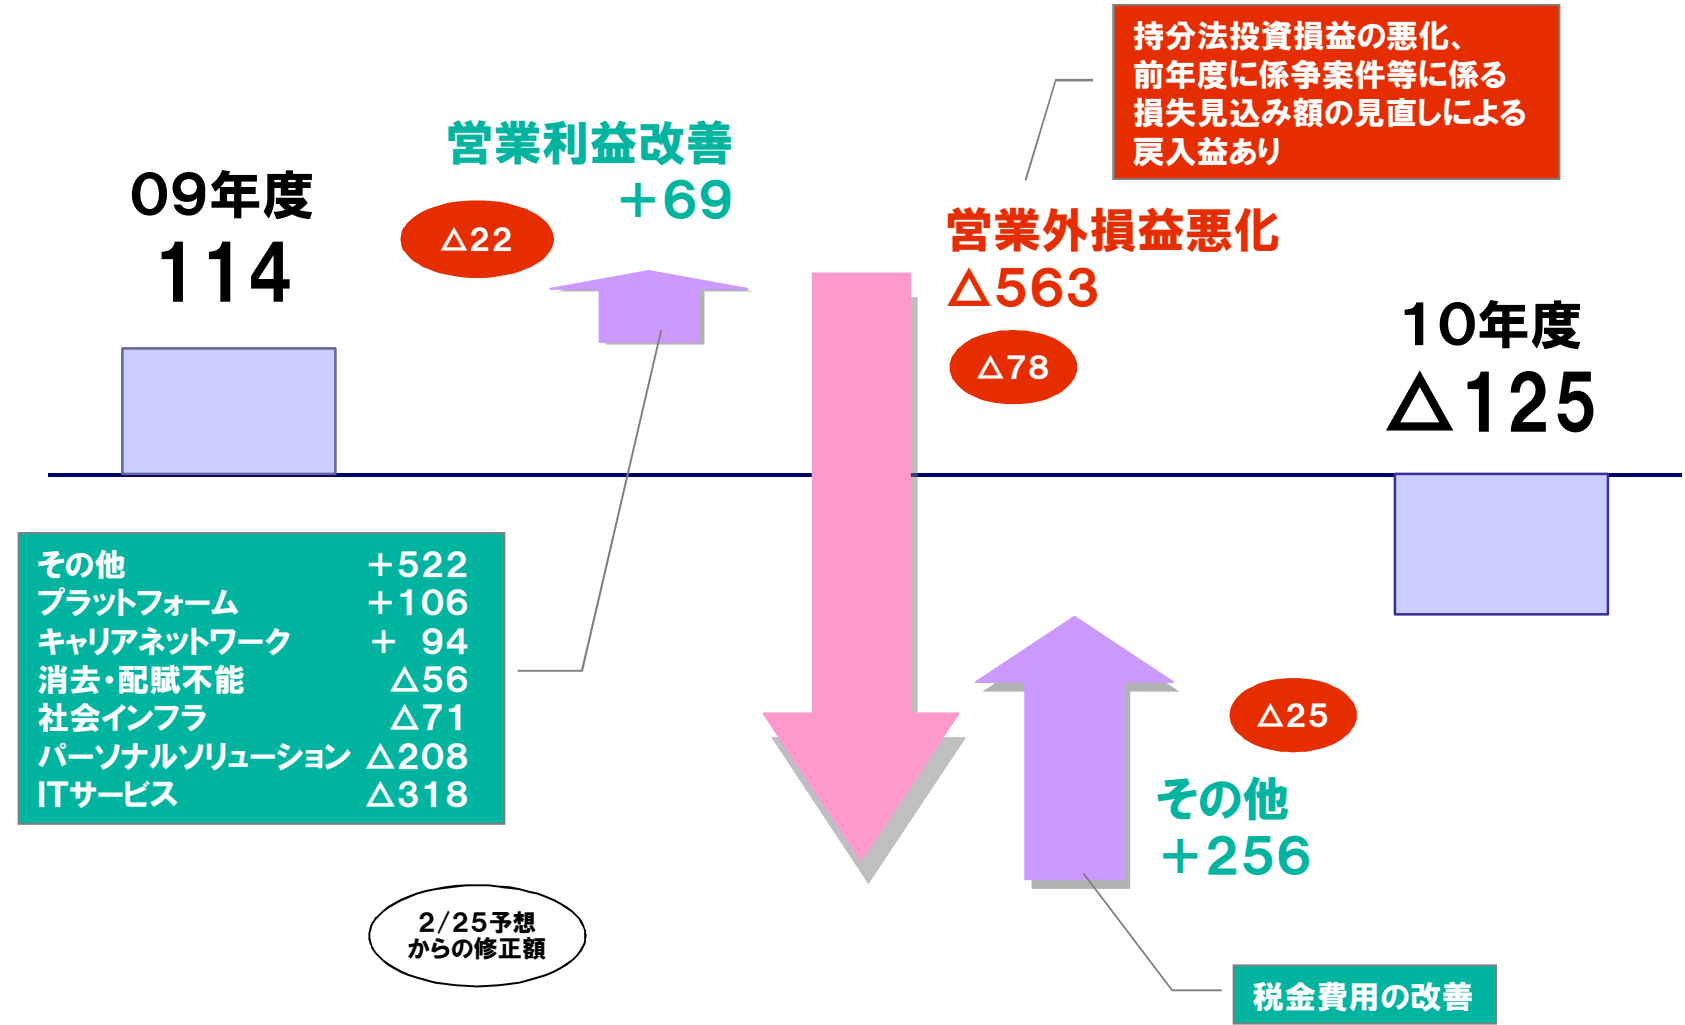 09年度
114
営業利益改善
+69
△22
持分法投資損益の悪化、
前年度に係争案件等に係る
損失見込み額の見直しによる
戻入益あり
営業外損益悪化
△563
△78
10年度
△125
その他 +522
プラットフォーム +106
キャリアネットワーク + 94
消去・配賦不能 △56
社会インフラ △71
パーソナルソリューション △208
ITサービス △318
△25
その他
+256
2/25予想
からの修正額
税金費用の改善